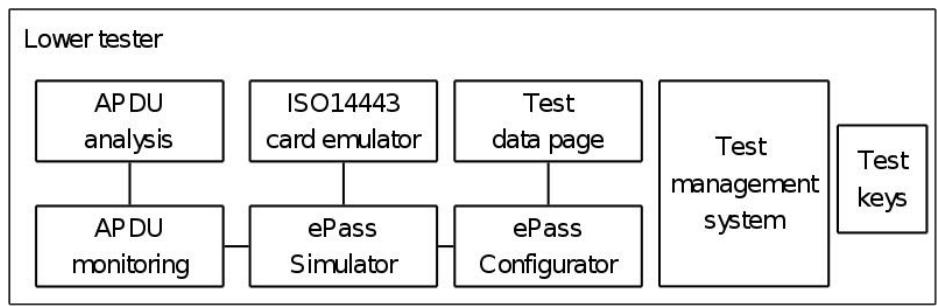 Lower tester
APDU
analysis
ISO14443
card emulator
Test
data page
Test
management
system
Test
keys
APDU
monitoring
ePass
Simulator
ePass
Configurator